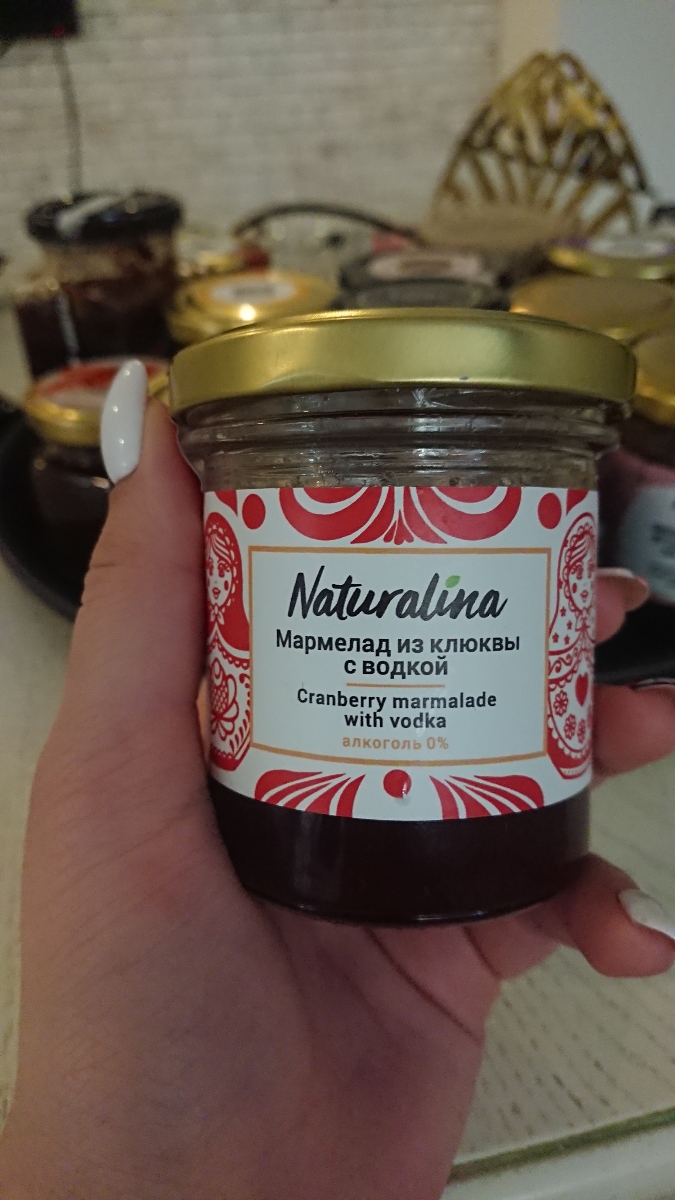 Naturalina
Мармелад из клюквы
с водкой
Cranberry marmalade
with vodka
алкоголь 0%